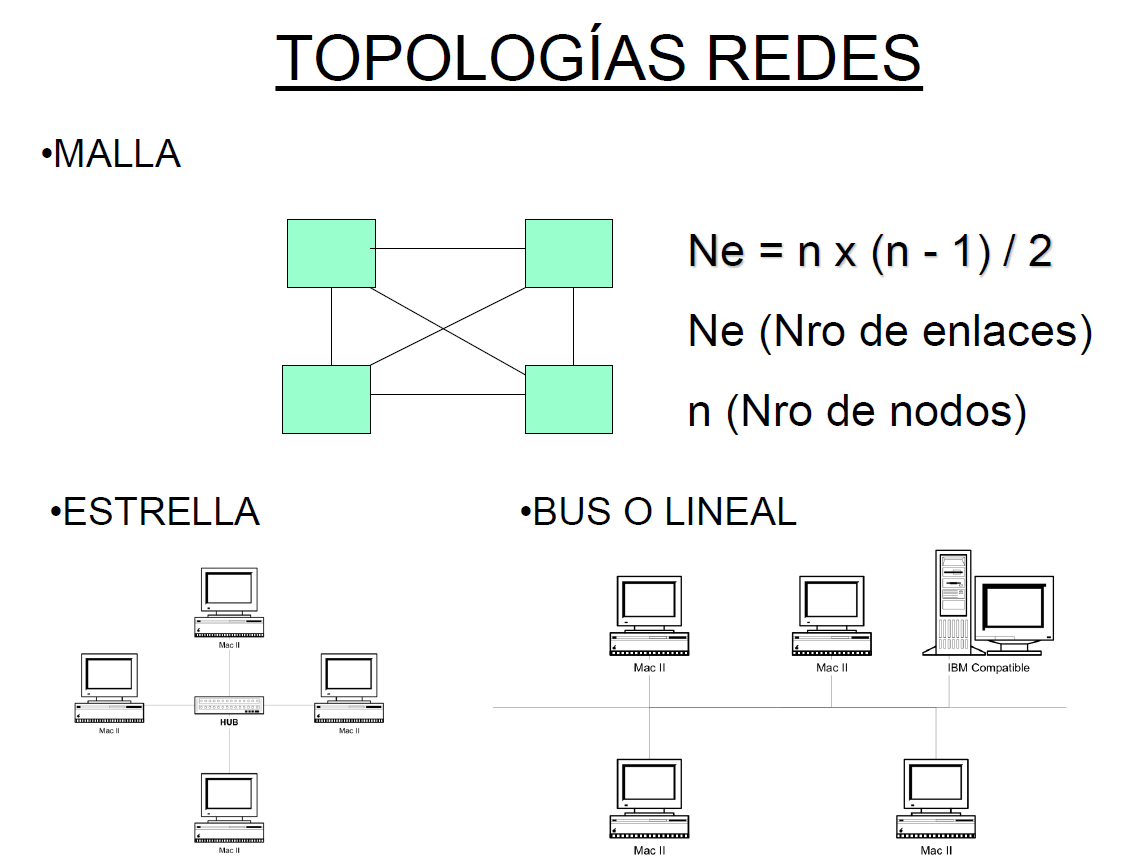 TOPOLOGÍAS REDES
•MALLA
Ne = n x (n - 1) / 2
Ne (Nro de enlaces)
n (Nro de nodos)
•ESTRELLA
Mac II
Mac II
HUB
Mac II
Mac II
•BUS O LINEAL
Mac II
Mac II
IBM Compatible
Mac II
Mac II